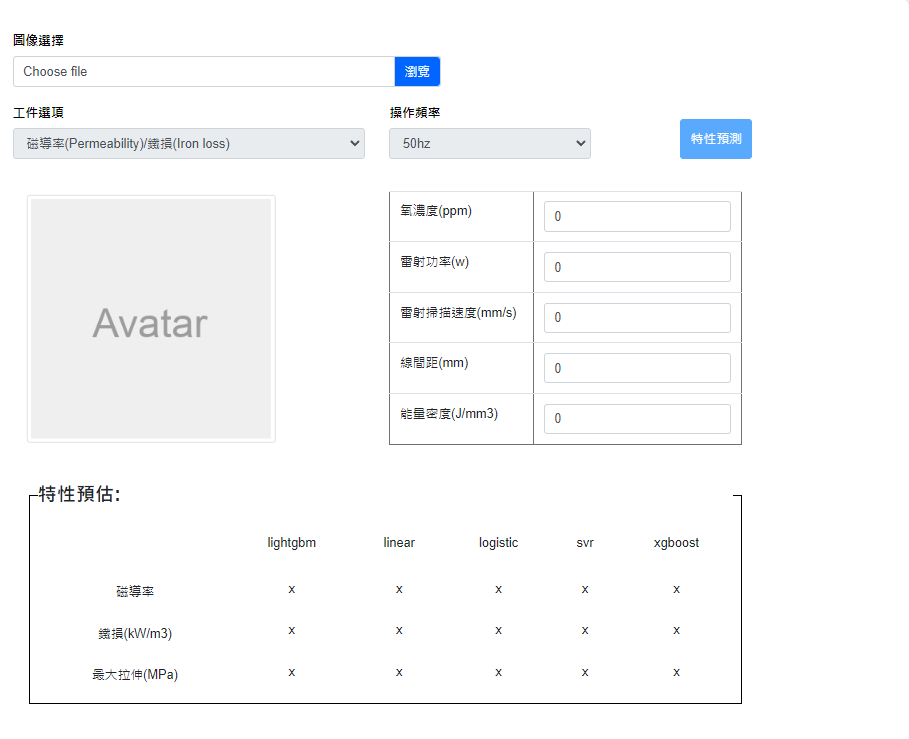 圖像選擇
Choose file 瀏覽
工件選項 操作頻率
磁導率(Permeability)/鐵損(Iron loss) 50hz 特性預測
Avatar
氧濃度(ppm) 0
雷射功率(w) 0
雷射掃描速度(mm/s) 0
線間距(mm) 0
能量密度(J/mm3) 0
特性預估:
lightgbm linear logistic svr xgboost
磁導率 x x x x x
鐵損(kW/m3) x x x x x
最大拉伸(MPa) x x x x x